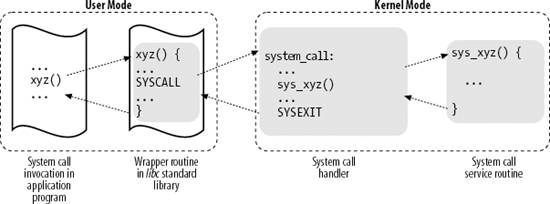 User Mode
Kernel Mode
...
xyz()
...
xyz() {
...
SYSCALL
...
}
system_call:
...
sys_xyz()
...
SYSEXIT
sys_xyz() {
...
}
System call
invocation in
application
program
Wrapper routine
in libc standard
library
System call
handler
System call
service routine